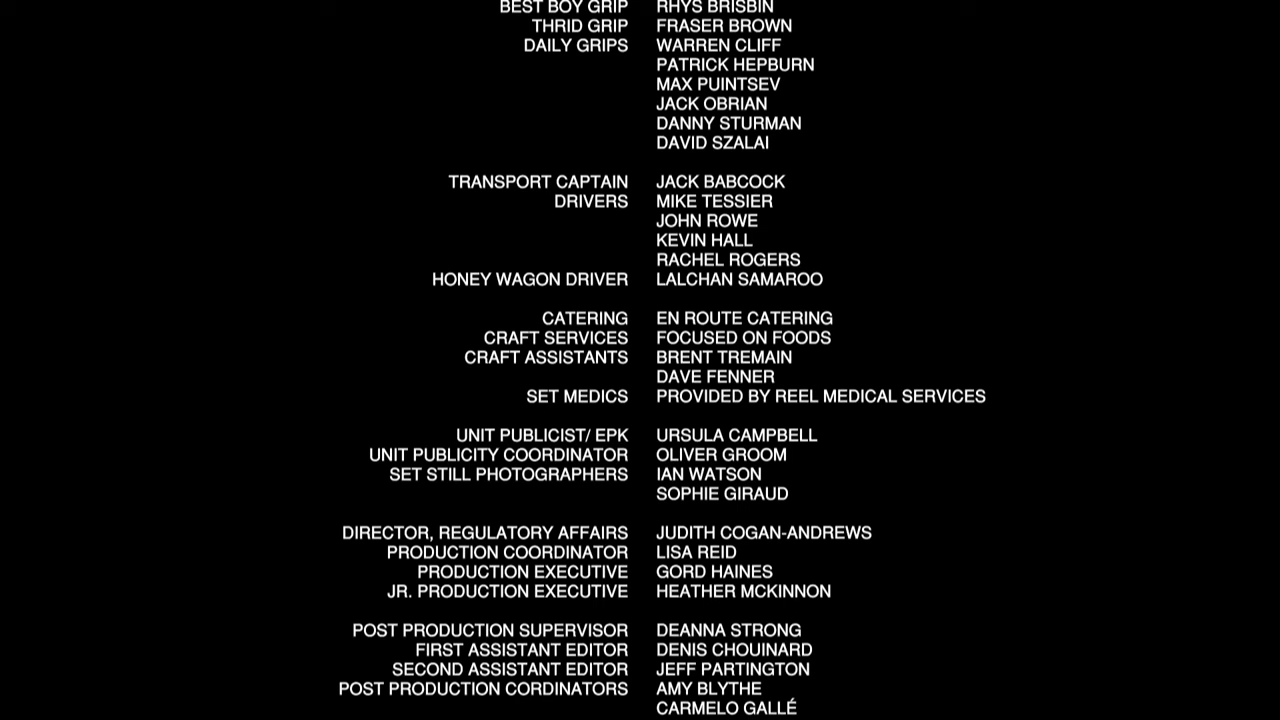 BEST BOY GRIP RHYS BRISBIN
THRID GRIP FRASER BROWN
DAILY GRIPS WARREN CLIFF
PATRICK HEPBURN
MAX PUINTSEV
JACK OBRIAN
DANNY STURMAN
DAVID SZALAI
TRANSPORT CAPTAIN JACK BABCOCK
DRIVERS MIKE TESSIER
JOHN ROWE
KEVIN HALL
RACHEL ROGERS
HONEY WAGON DRIVER LALCHAN SAMAROO
CATERING EN ROUTE CATERING
CRAFT SERVICES FOCUSED ON FOODS
CRAFT ASSISTANTS BRENT TREMAIN
DAVE FENNER
SET MEDICS PROVIDED BY REEL MEDICAL SERVICES
UNIT PUBLICIST/ EPK URSULA CAMPBELL
UNIT PUBLICITY COORDINATOR OLIVER GROOM
SET STILL PHOTOGRAPHERS IAN WATSON
SOPHIE GIRAUD
DIRECTOR, REGULATORY AFFAIRS JUDITH COGAN-ANDREWS
PRODUCTION COORDINATOR LISA REID
PRODUCTION EXECUTIVE GORD HAINES
JR. PRODUCTION EXECUTIVE HEATHER MCKINNON
POST PRODUCTION SUPERVISOR DEANNA STRONG
FIRST ASSISTANT EDITOR DENIS CHOUINARD
SECOND ASSISTANT EDITOR JEFF PARTINGTON
POST PRODUCTION CORDINATORS AMY BLYTHE
CARMELO GALLÉ